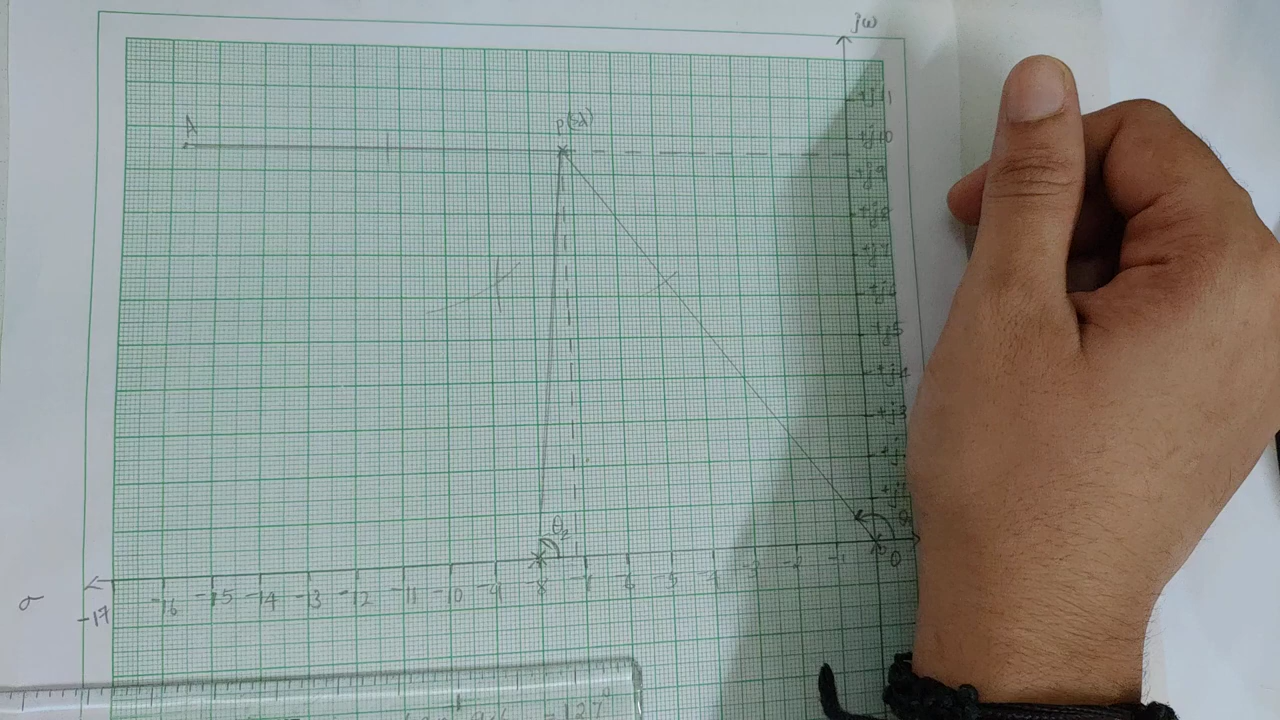 jω
+j11
A
P(sd)
+j10
+j9
+j8
+j7
+j6
+j5
+j4
+j3
θ2
0
-17 -16 -15 -14 -13 -12 -11 -10 -9 -8 -7 -6 -5 -4 -3 -2 -1
σ